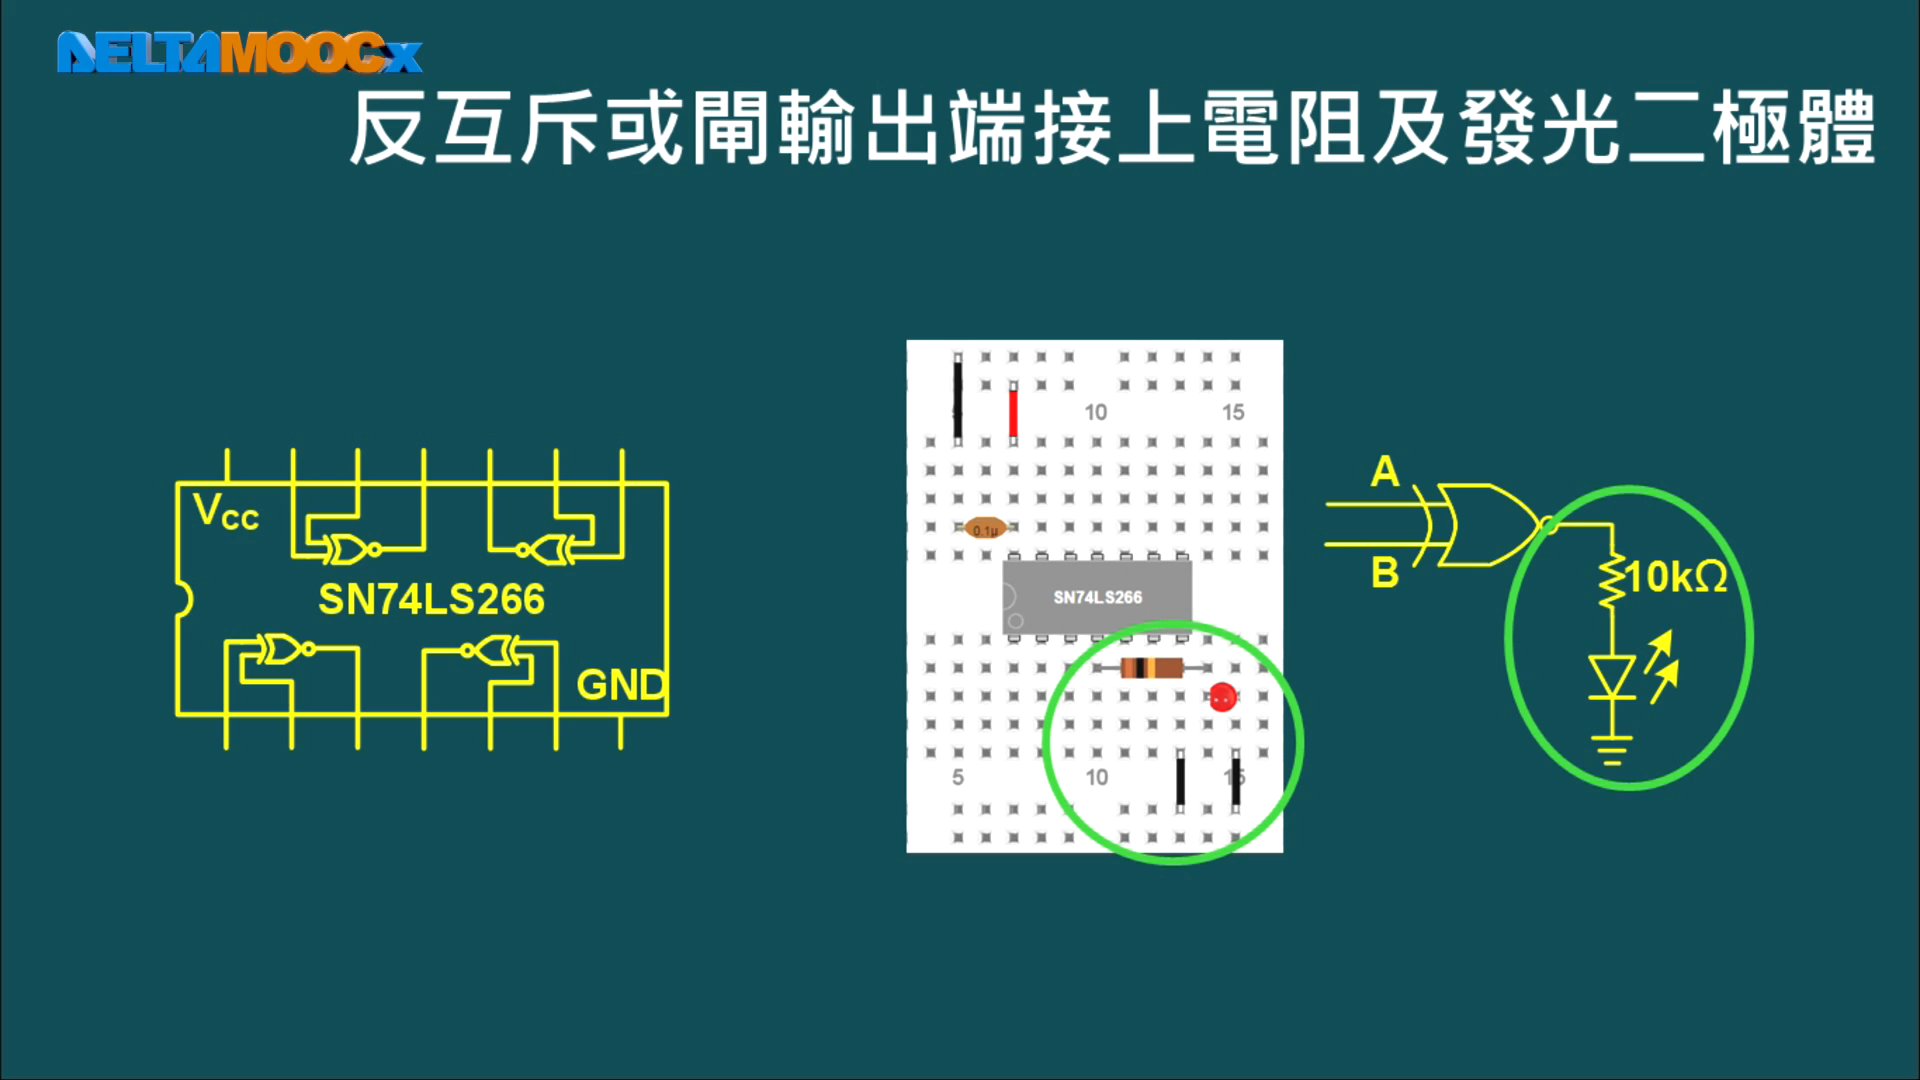 DELTAMOOCx
反互斥或閘輸出端接上電阻及發光二極體
VCC
SN74LS266
GND
10 15
0.1μ
SN74LS266
5 10 15
A
B
10kΩ